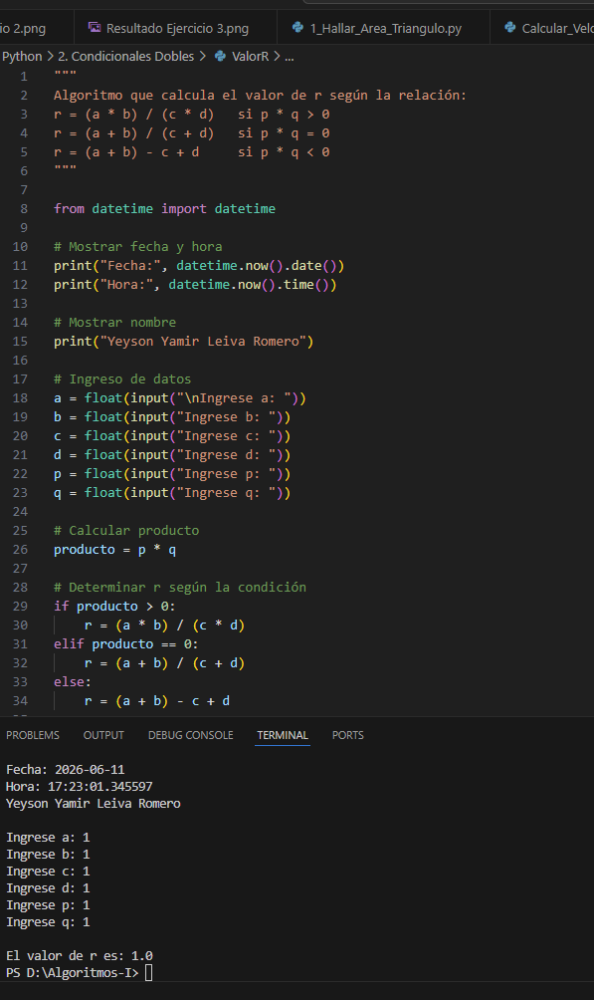 io 2.png Resultado Ejercicio 3.png 1_Hallar_Area_Triangulo.py Calcular_Velo
Python > 2. Condicionales Dobles > ValorR > ...
1 """
2 Algoritmo que calcula el valor de r según la relación:
3 r = (a * b) / (c * d)   si p * q > 0
4 r = (a + b) / (c + d)   si p * q = 0
5 r = (a + b) - c + d     si p * q < 0
6 """
7
8 from datetime import datetime
9
10 # Mostrar fecha y hora
11 print("Fecha:", datetime.now().date())
12 print("Hora:", datetime.now().time())
13
14 # Mostrar nombre
15 print("Yeyson Yamir Leiva Romero")
16
17 # Ingreso de datos
18 a = float(input("\nIngrese a: "))
19 b = float(input("Ingrese b: "))
20 c = float(input("Ingrese c: "))
21 d = float(input("Ingrese d: "))
22 p = float(input("Ingrese p: "))
23 q = float(input("Ingrese q: "))
24
25 # Calcular producto
26 producto = p * q
27
28 # Determinar r según la condición
29 if producto > 0:
30     r = (a * b) / (c * d)
31 elif producto == 0:
32     r = (a + b) / (c + d)
33 else:
34     r = (a + b) - c + d
PROBLEMS OUTPUT DEBUG CONSOLE TERMINAL PORTS
Fecha: 2026-06-11
Hora: 17:23:01.345597
Yeyson Yamir Leiva Romero
Ingrese a: 1
Ingrese b: 1
Ingrese c: 1
Ingrese d: 1
Ingrese p: 1
Ingrese q: 1
El valor de r es: 1.0
PS D:\Algoritmos-I>